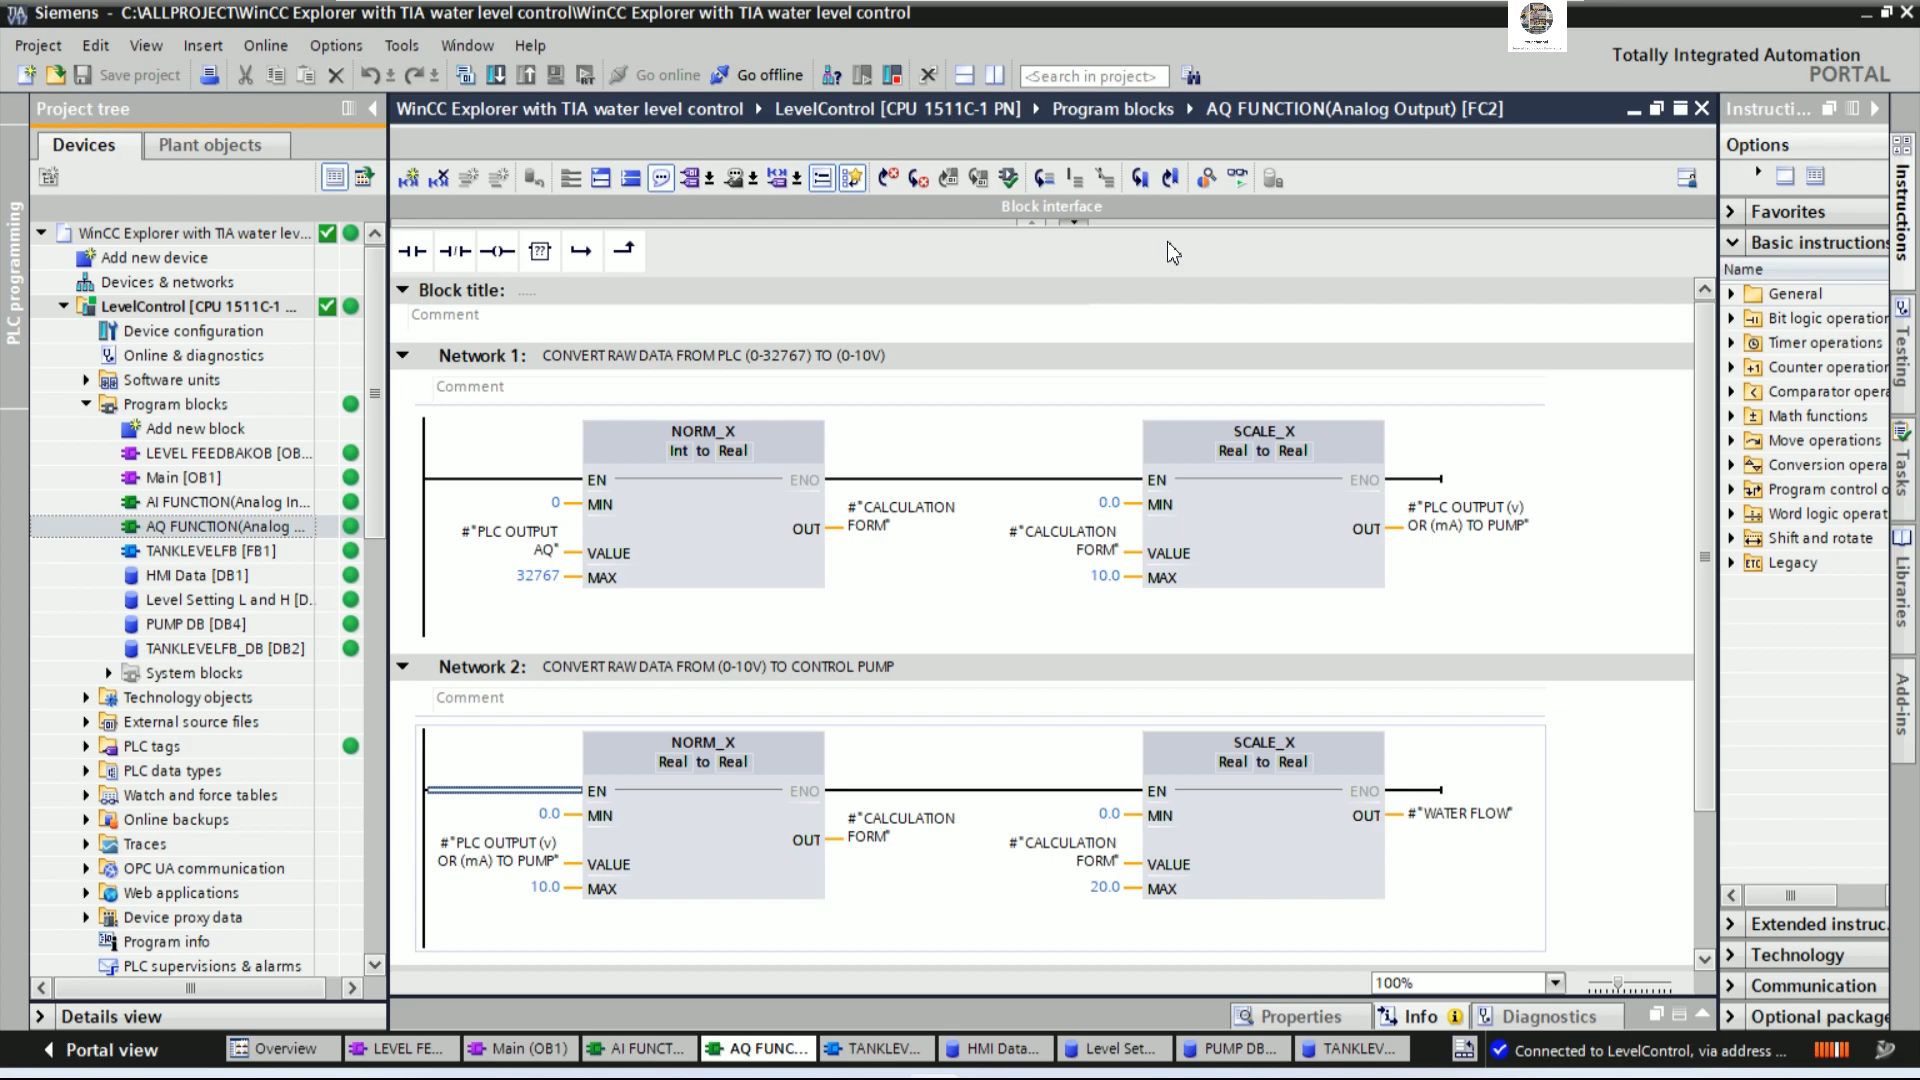 Siemens - C:\ALLPROJECT\WinCC Explorer with TIA water level control\WinCC Explorer with TIA water level control
Project Edit View Insert Online Options Tools Window Help
Totally Integrated Automation
PORTAL
Save project
Go online
Go offline
<Search in project>
Project tree
WinCC Explorer with TIA water level control
LevelControl [CPU 1511C-1 PN]
Program blocks
AQ FUNCTION(Analog Output) [FC2]
Instructi...
Devices
Plant objects
Options
Block interface
PLC programming
WinCC Explorer with TIA water lev...
Add new device
Devices & networks
LevelControl [CPU 1511C-1 ...
Device configuration
Online & diagnostics
Software units
Program blocks
Add new block
LEVEL FEEDBAKOB [OB...
Main [OB1]
AI FUNCTION(Analog In...
AQ FUNCTION(Analog ...
TANKLEVELFB [FB1]
HMI Data [DB1]
Level Setting L and H [D.
PUMP DB [DB4]
TANKLEVELFB_DB [DB2]
System blocks
Technology objects
External source files
PLC tags
PLC data types
Watch and force tables
Online backups
Traces
OPC UA communication
Web applications
Device proxy data
Program info
PLC supervisions & alarms
Details view
??
Block title: .....
Comment
Network 1: CONVERT RAW DATA FROM PLC (0-32767) TO (0-10V)
Comment
NORM_X
Int to Real
EN
ENO
0
MIN
#"PLC OUTPUT
AQ"
VALUE
32767
MAX
OUT
#"CALCULATION
FORM"
SCALE_X
Real to Real
EN
ENO
0.0
MIN
#"CALCULATION
FORM"
VALUE
10.0
MAX
OUT
#"PLC OUTPUT (v)
OR (mA) TO PUMP"
Network 2: CONVERT RAW DATA FROM (0-10V) TO CONTROL PUMP
Comment
NORM_X
Real to Real
EN
ENO
0.0
MIN
#"PLC OUTPUT (v)
OR (mA) TO PUMP"
VALUE
10.0
MAX
OUT
#"CALCULATION
FORM"
SCALE_X
Real to Real
EN
ENO
0.0
MIN
#"CALCULATION
FORM"
VALUE
20.0
MAX
OUT
#"WATER FLOW"
100%
Properties
Info
Diagnostics
Favorites
Basic instructions
Name
General
Bit logic operation
Timer operations
Counter operation
Comparator opera
Math functions
Move operations
Conversion opera
Program control o
Word logic operat
Shift and rotate
Legacy
Extended instruc.
Technology
Communication
Optional package
Instructions
Testing
Tasks
Libraries
Add-ins
Portal view
Overview
LEVEL FE...
Main (OB1)
AI FUNCT...
AQ FUNC...
TANKLEV...
HMI Data...
Level Set...
PUMP DB...
TANKLEV...
Connected to LevelControl, via address ...